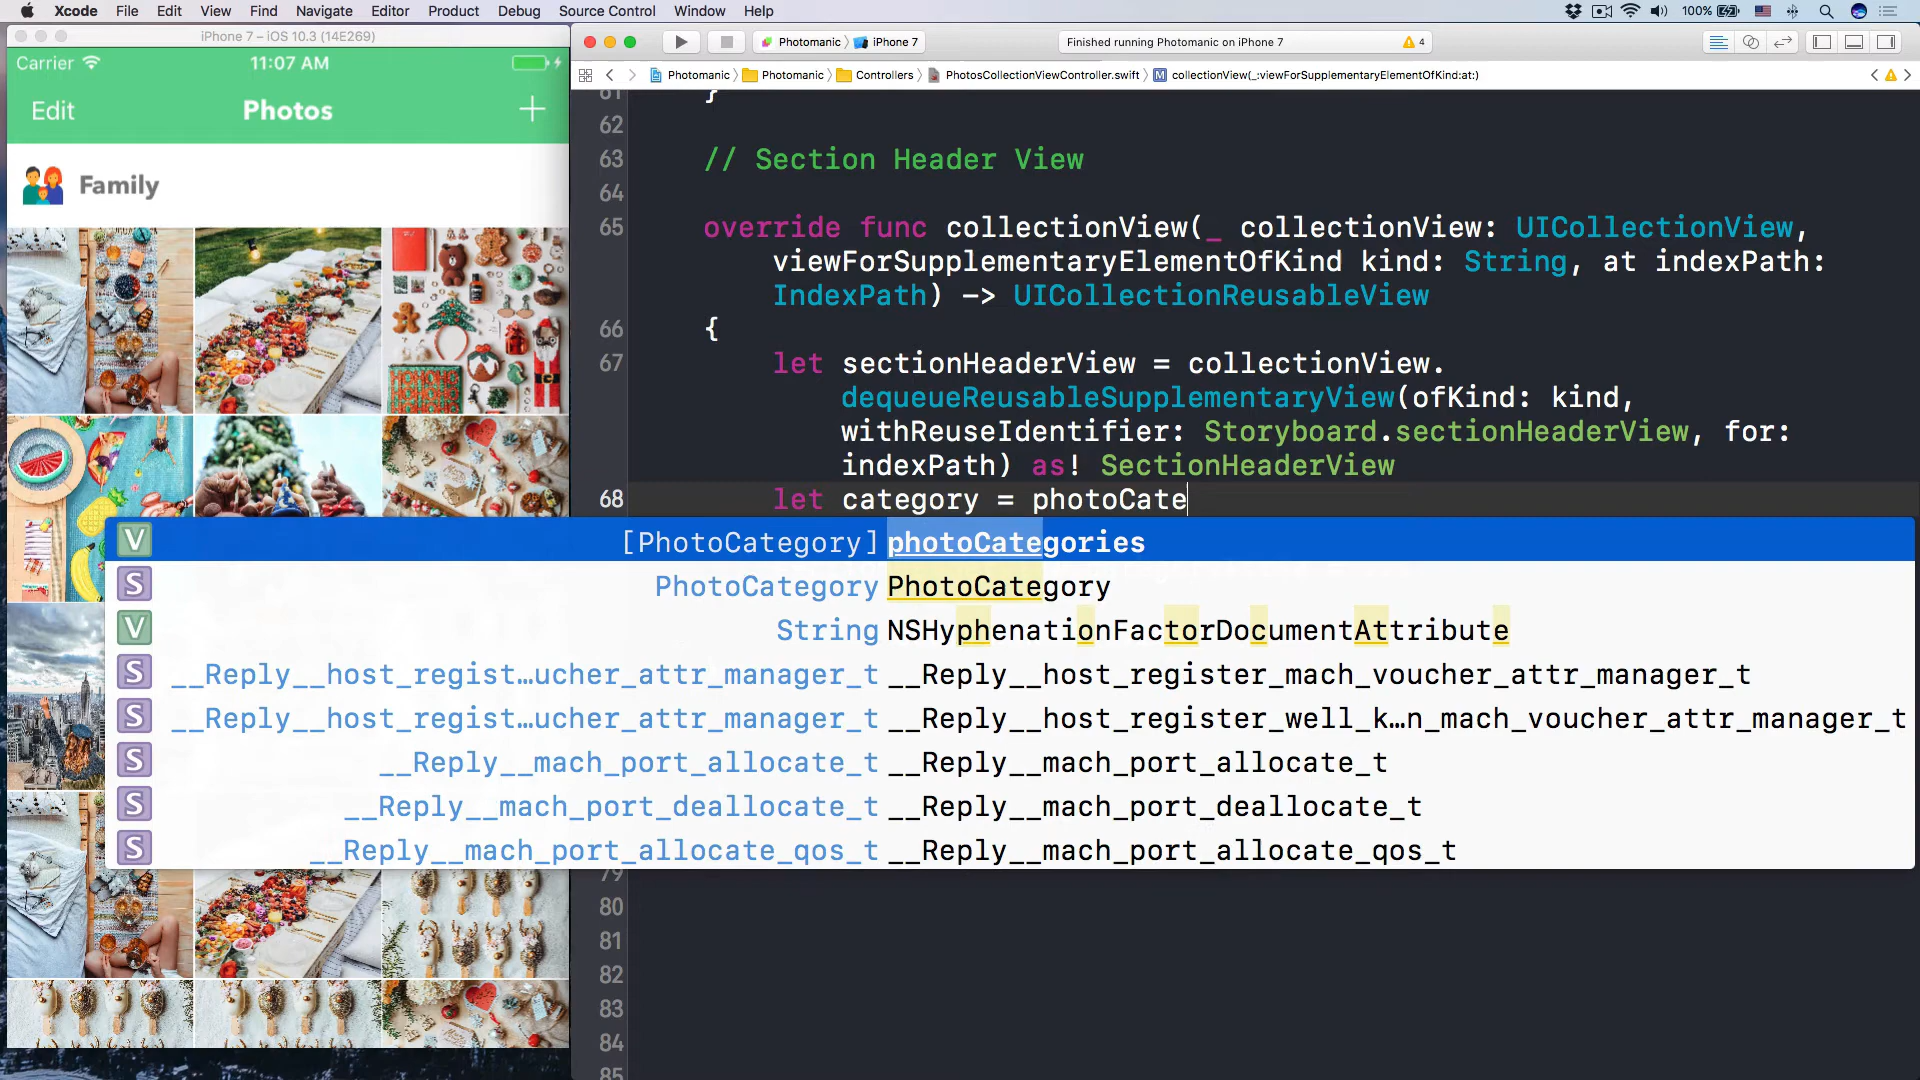 Xcode File Edit View Find Navigate Editor Product Debug Source Control Window Help 100%
iPhone 7 – iOS 10.3 (14E269)
Carrier 11:07 AM
Edit Photos +
Family
Photomanic iPhone 7 Finished running Photomanic on iPhone 7 4
Photomanic Photomanic Controllers PhotosCollectionViewController.swift M collectionView(_:viewForSupplementaryElementOfKind:at:)
61 }
62
63 // Section Header View
64
65 override func collectionView(_ collectionView: UICollectionView,
viewForSupplementaryElementOfKind kind: String, at indexPath:
IndexPath) -> UICollectionReusableView
66 {
67 let sectionHeaderView = collectionView.
dequeueReusableSupplementaryView(ofKind: kind,
withReuseIdentifier: Storyboard.sectionHeaderView, for:
indexPath) as! SectionHeaderView
68 let category = photoCate
V [PhotoCategory] photoCategories
S PhotoCategory PhotoCategory
V String NSHyphenationFactorDocumentAttribute
S __Reply__host_regist…ucher_attr_manager_t __Reply__host_register_mach_voucher_attr_manager_t
S __Reply__host_regist…ucher_attr_manager_t __Reply__host_register_well_k…n_mach_voucher_attr_manager_t
S __Reply__mach_port_allocate_t __Reply__mach_port_allocate_t
S __Reply__mach_port_deallocate_t __Reply__mach_port_deallocate_t
S __Reply__mach_port_allocate_qos_t __Reply__mach_port_allocate_qos_t
79
80
81
82
83
84
85